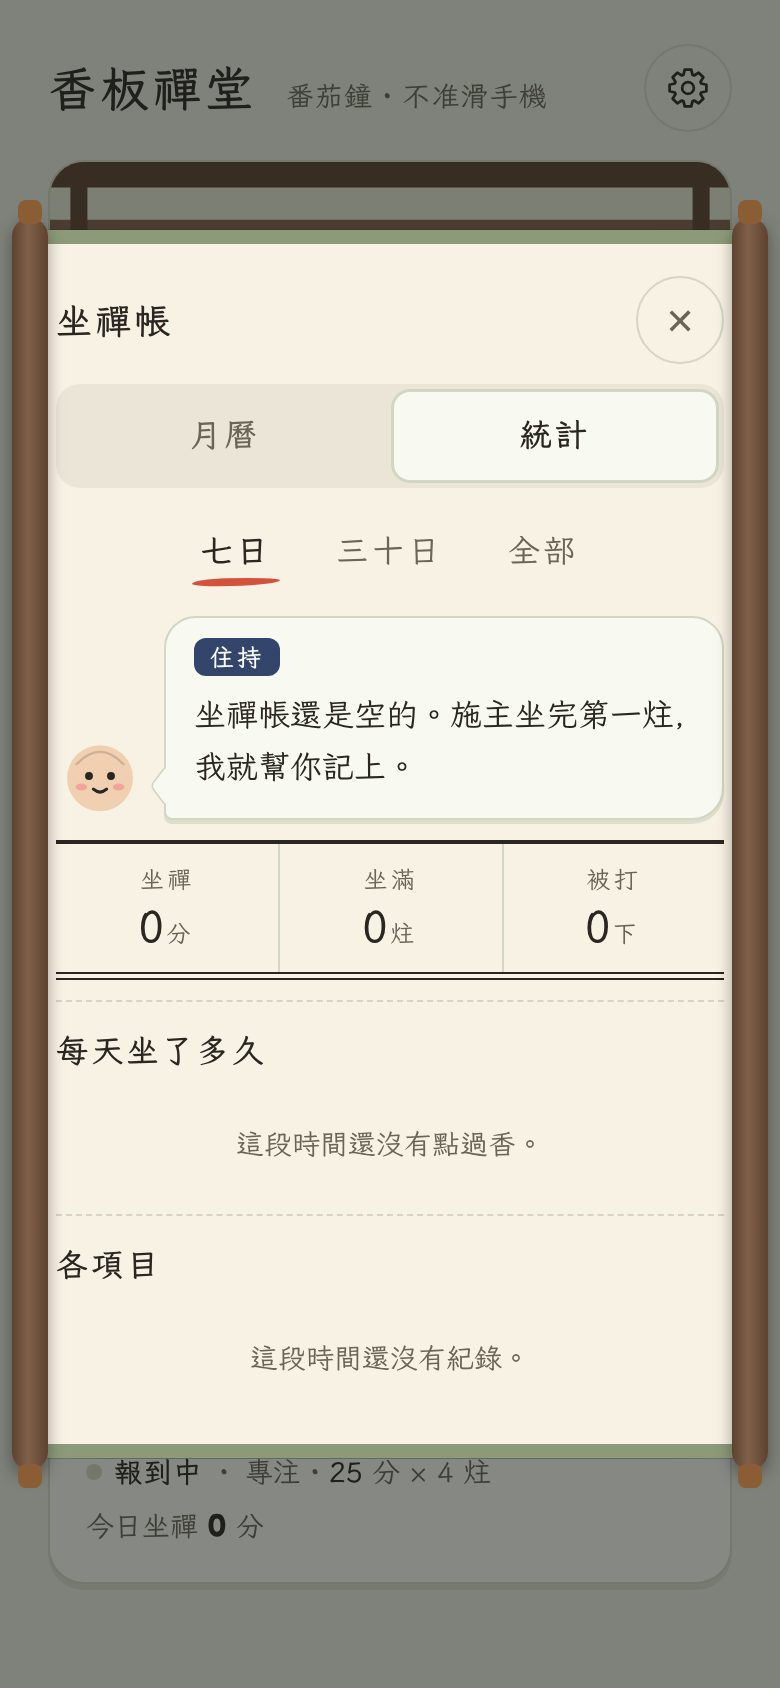 香板禪堂 番茄鐘・不准滑手機
坐禪帳 ×
月曆 統計
七日 三十日 全部
住持
坐禪帳還是空的。施主坐完第一炷,
我就幫你記上。
坐禪 坐滿 被打
0分 0炷 0下
每天坐了多久
這段時間還沒有點過香。
各項目
這段時間還沒有紀錄。
報到中 · 專注・25 分 × 4 炷
今日坐禪 0 分